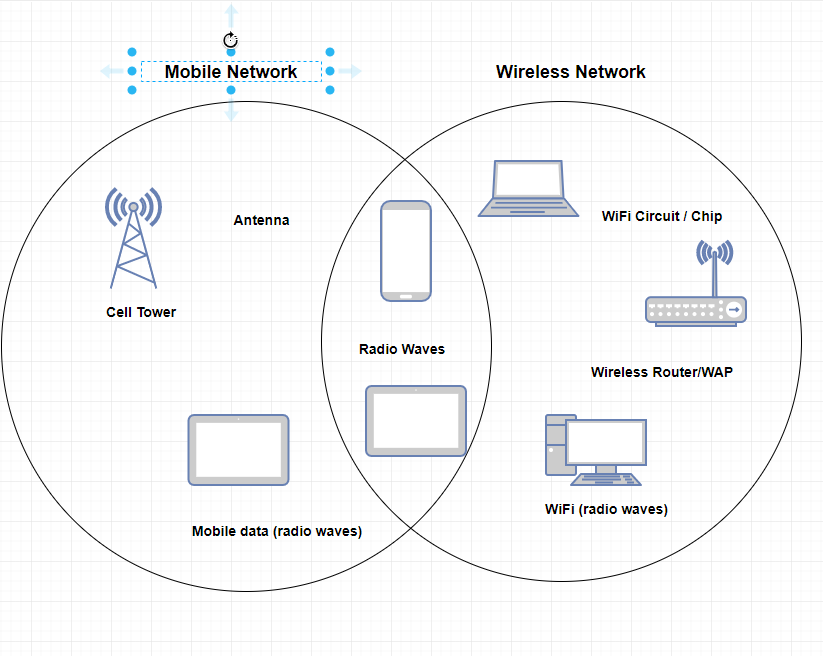 Mobile Network
Wireless Network
Antenna
WiFi Circuit / Chip
Cell Tower
Radio Waves
Wireless Router/WAP
WiFi (radio waves)
Mobile data (radio waves)